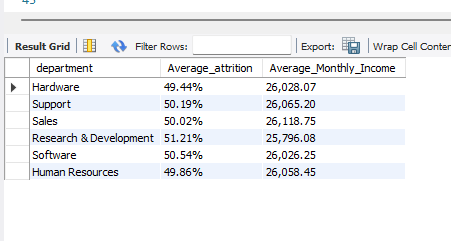 Result Grid Filter Rows: Export: Wrap Cell Conten
department Average_attrition Average_Monthly_Income
Hardware 49.44% 26,028.07
Support 50.19% 26,065.20
Sales 50.02% 26,118.75
Research & Development 51.21% 25,796.08
Software 50.54% 26,026.25
Human Resources 49.86% 26,058.45